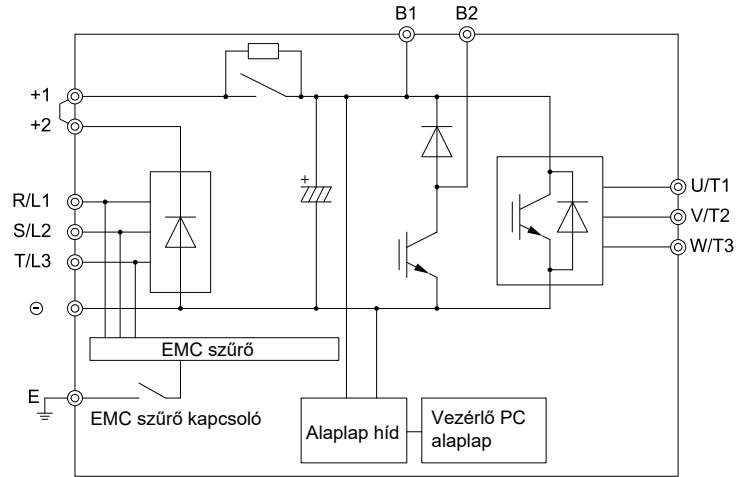 B1
B2
+1
+2
R/L1
S/L2
T/L3
⊖
U/T1
V/T2
W/T3
+
EMC szűrő
E
EMC szűrő kapcsoló
Alaplap híd
Vezérlő PC
alaplap